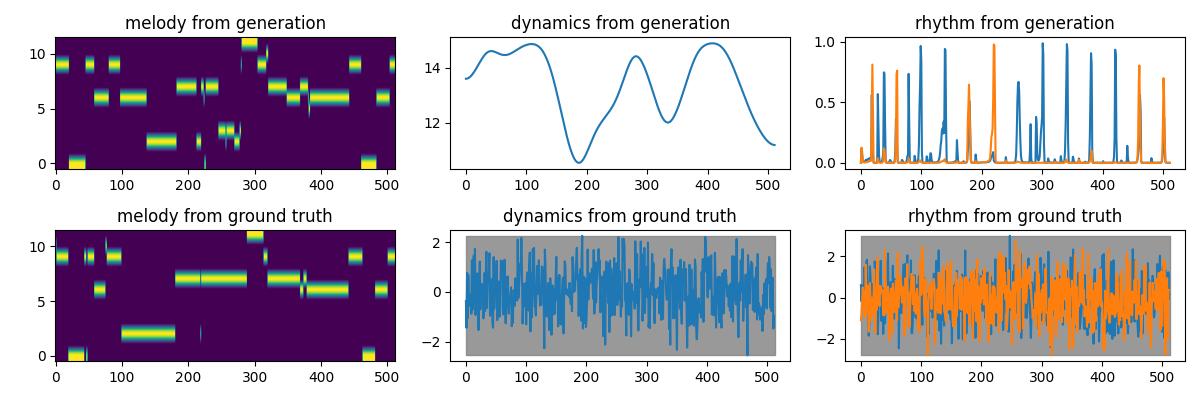 melody from generation
10
5
0
0 100 200 300 400 500
dynamics from generation
14
12
0 100 200 300 400 500
rhythm from generation
1.0
0.5
0.0
0 100 200 300 400 500
melody from ground truth
10
5
0
0 100 200 300 400 500
dynamics from ground truth
2
0
−2
0 100 200 300 400 500
rhythm from ground truth
2
0
−2
0 100 200 300 400 500